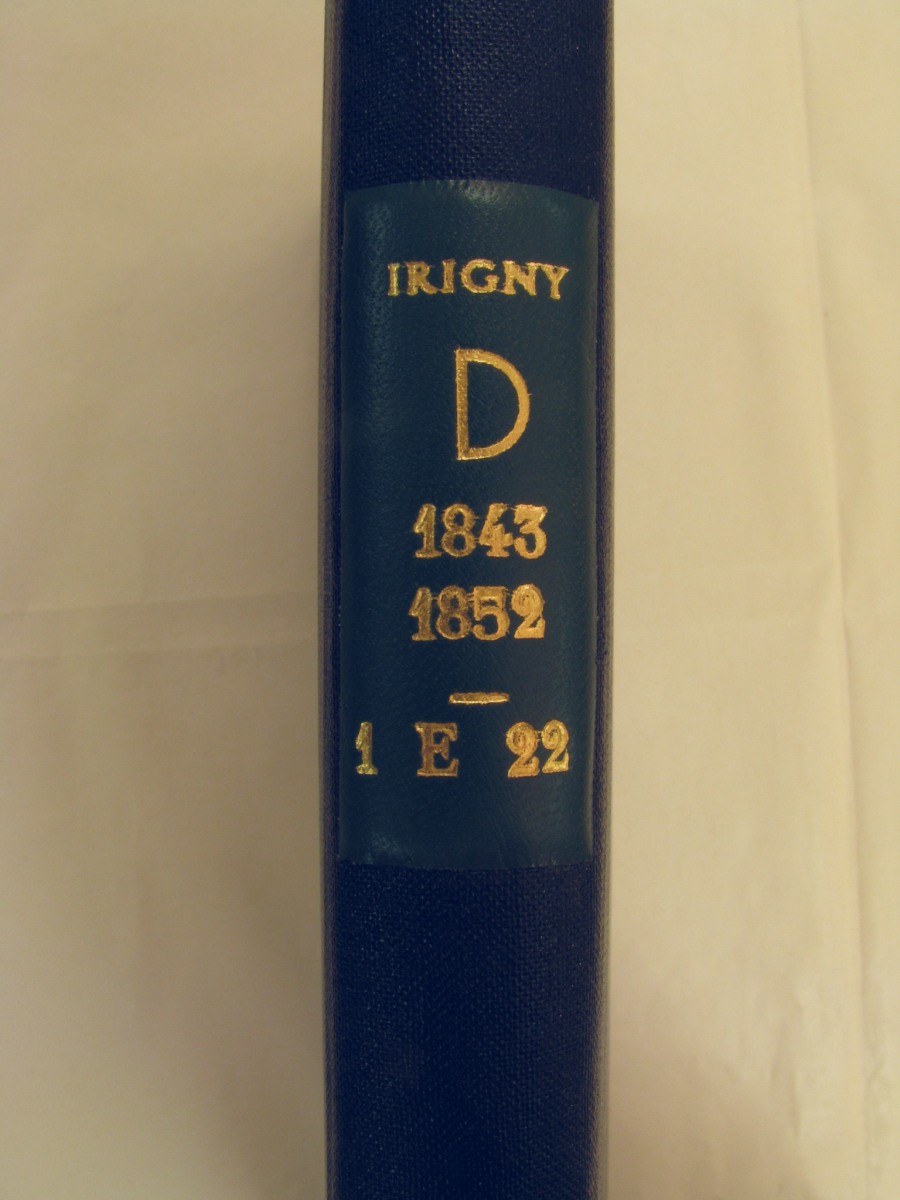 IRIGNY
D
1843
1852
—
1 E 22